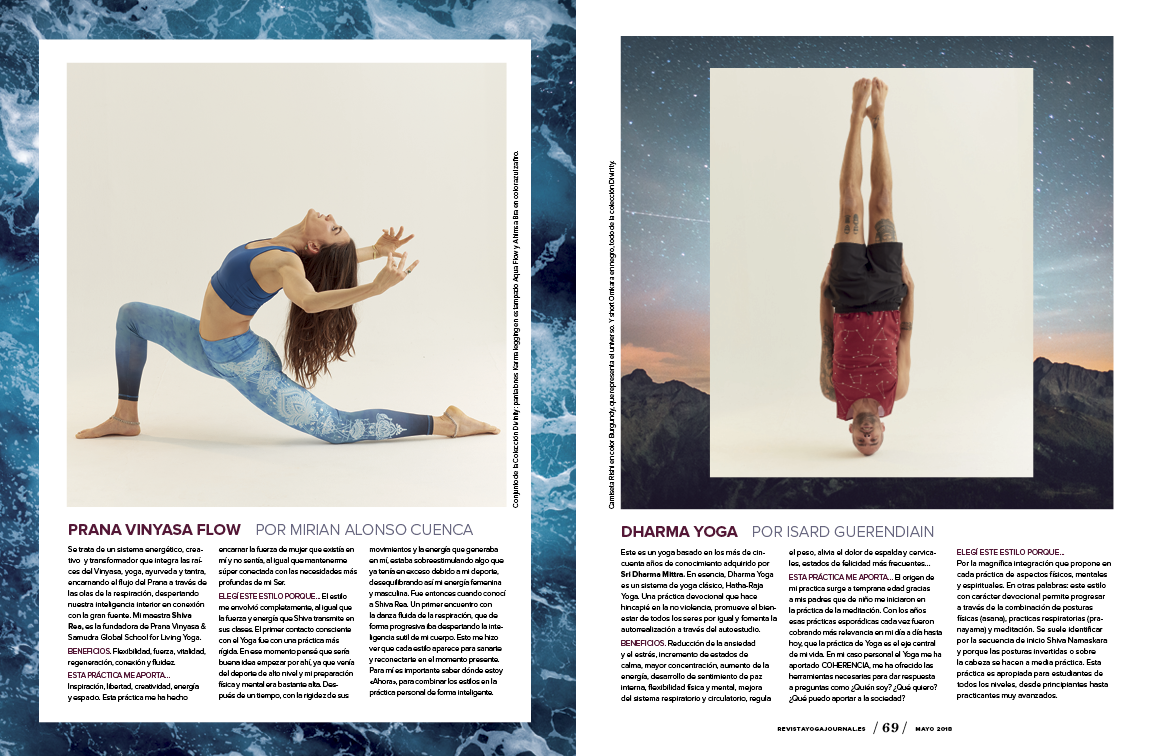 Conjunto de la Colección Divinity: pantalones Karma legging en estampado Aqua Flow y Ahimsa Bra en color azul zafiro.
PRANA VINYASA FLOW POR MIRIAN ALONSO CUENCA
Se trata de un sistema energético, crea-
tivo y transformador que integra las raí-
ces del Vinyasa, yoga, ayurveda y tantra,
encarnando el flujo del Prana a través de
las olas de la respiración, despertando
nuestra inteligencia interior en conexión
con la gran fuente. Mi maestra Shiva
Rea, es la fundadora de Prana Vinyasa &
Samudra Global School for Living Yoga.
BENEFICIOS. Flexibilidad, fuerza, vitalidad,
regeneración, conexión y fluidez.
ESTA PRÁCTICA ME APORTA...
Inspiración, libertad, creatividad, energía
y espacio. Esta práctica me ha hecho
encarnar la fuerza de mujer que existía en
mí y no sentía, al igual que mantenerme
súper conectada con las necesidades más
profundas de mi Ser.
ELEGÍ ESTE ESTILO PORQUE... El estilo
me envolvió completamente, al igual que
la fuerza y energía que Shiva transmite en
sus clases. El primer contacto consciente
con el Yoga fue con una práctica más
rígida. En ese momento pensé que sería
buena idea empezar por ahí, ya que venía
del deporte de alto nivel y mi preparación
física y mental era bastante alta. Des-
pués de un tiempo, con la rigidez de sus
movimientos y la energía que generaba
en mí, estaba sobreestimulando algo que
ya tenía en exceso debido a mi deporte,
desequilibrando así mi energía femenina
y masculina. Fue entonces cuando conocí
a Shiva Rea. Un primer encuentro con
la danza fluida de la respiración, que de
forma progresiva iba despertando la inte-
ligencia sutil de mi cuerpo. Esto me hizo
ver que cada estilo aparece para sanarte
y reconectarte en el momento presente.
Para mí es importante saber dónde estoy
«Ahora», para combinar los estilos en la
práctica personal de forma inteligente.
Camiseta Rishi en color Burgundy, que representa el universo. Y short Omkara en negro, todo de la colección Divinity.
DHARMA YOGA POR ISARD GUERENDIAIN
Este es un yoga basado en los más de cin-
cuenta años de conocimiento adquirido por
Sri Dharma Mittra. En esencia, Dharma Yoga
es un sistema de yoga clásico, Hatha-Raja
Yoga. Una práctica devocional que hace
hincapié en la no violencia, promueve el bien-
estar de todos los seres por igual y fomenta la
autorrealización a través del autoestudio.
BENEFICIOS. Reducción de la ansiedad
y el estrés, incremento de estados de
calma, mayor concentración, aumento de la
energía, desarrollo de sentimiento de paz
interna, flexibilidad física y mental, mejora
del sistema respiratorio y circulatorio, regula
el peso, alivia el dolor de espalda y cervica-
les, estados de felicidad más frecuentes...
ESTA PRÁCTICA ME APORTA... El origen de
mi practica surge a temprana edad gracias
a mis padres que de niño me iniciaron en
la práctica de la meditación. Con los años
esas prácticas esporádicas cada vez fueron
cobrando más relevancia en mi día a día hasta
hoy, que la práctica de Yoga es el eje central
de mi vida. En mi caso personal el Yoga me ha
aportado COHERENCIA, me ha ofrecido las
herramientas necesarias para dar respuesta
a preguntas como ¿Quién soy? ¿Qué quiero?
¿Qué puedo aportar a la sociedad?
ELEGÍ ESTE ESTILO PORQUE...
Por la magnífica integración que propone en
cada práctica de aspectos físicos, mentales
y espirituales. En otras palabras: este estilo
con carácter devocional permite progresar
a través de la combinación de posturas
físicas (asana), practicas respiratorias (pra-
nayama) y meditación. Se suele identificar
por la secuencia de inicio Shiva Namaskara
y porque las posturas invertidas o sobre
la cabeza se hacen a media práctica. Esta
práctica es apropiada para estudiantes de
todos los niveles, desde principiantes hasta
practicantes muy avanzados.
REVISTAYOGAJOURNAL.ES / 69 / MAYO 2018